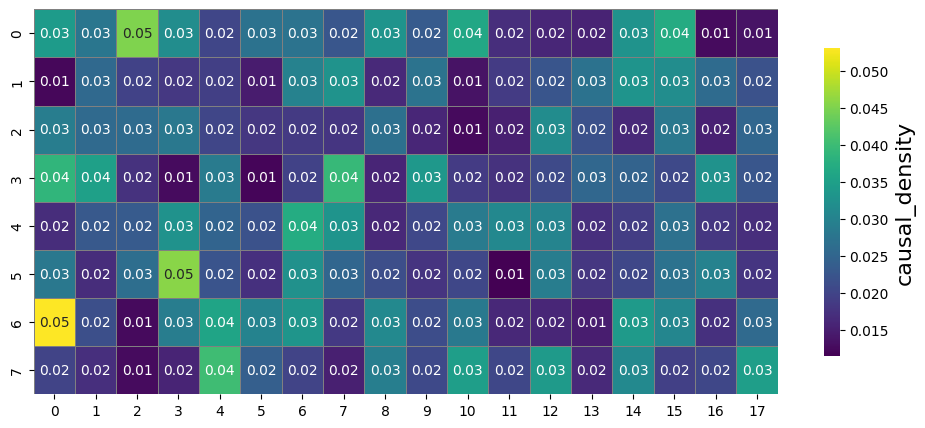 0 0.03 0.03 0.05 0.03 0.02 0.03 0.03 0.02 0.03 0.02 0.04 0.02 0.02 0.02 0.03 0.04 0.01 0.01
1 0.01 0.03 0.02 0.02 0.02 0.01 0.03 0.03 0.02 0.03 0.01 0.02 0.02 0.03 0.03 0.03 0.03 0.02
2 0.03 0.03 0.03 0.03 0.02 0.02 0.02 0.02 0.03 0.02 0.01 0.02 0.03 0.02 0.02 0.03 0.02 0.03
3 0.04 0.04 0.02 0.01 0.03 0.01 0.02 0.04 0.02 0.03 0.02 0.02 0.02 0.03 0.02 0.02 0.03 0.02
4 0.02 0.02 0.02 0.03 0.02 0.02 0.04 0.03 0.02 0.02 0.03 0.03 0.03 0.02 0.02 0.03 0.02 0.02
5 0.03 0.02 0.03 0.05 0.02 0.02 0.03 0.03 0.02 0.02 0.02 0.01 0.03 0.02 0.02 0.03 0.03 0.02
6 0.05 0.02 0.01 0.03 0.04 0.03 0.03 0.02 0.03 0.03 0.03 0.02 0.02 0.01 0.03 0.03 0.02 0.03
7 0.02 0.02 0.01 0.02 0.04 0.02 0.02 0.02 0.03 0.02 0.03 0.02 0.03 0.02 0.03 0.02 0.02 0.03
0 1 2 3 4 5 6 7 8 9 10 11 12 13 14 15 16 17
0.050
0.045
0.040
0.035
0.030
0.025
0.020
0.015
causal_density